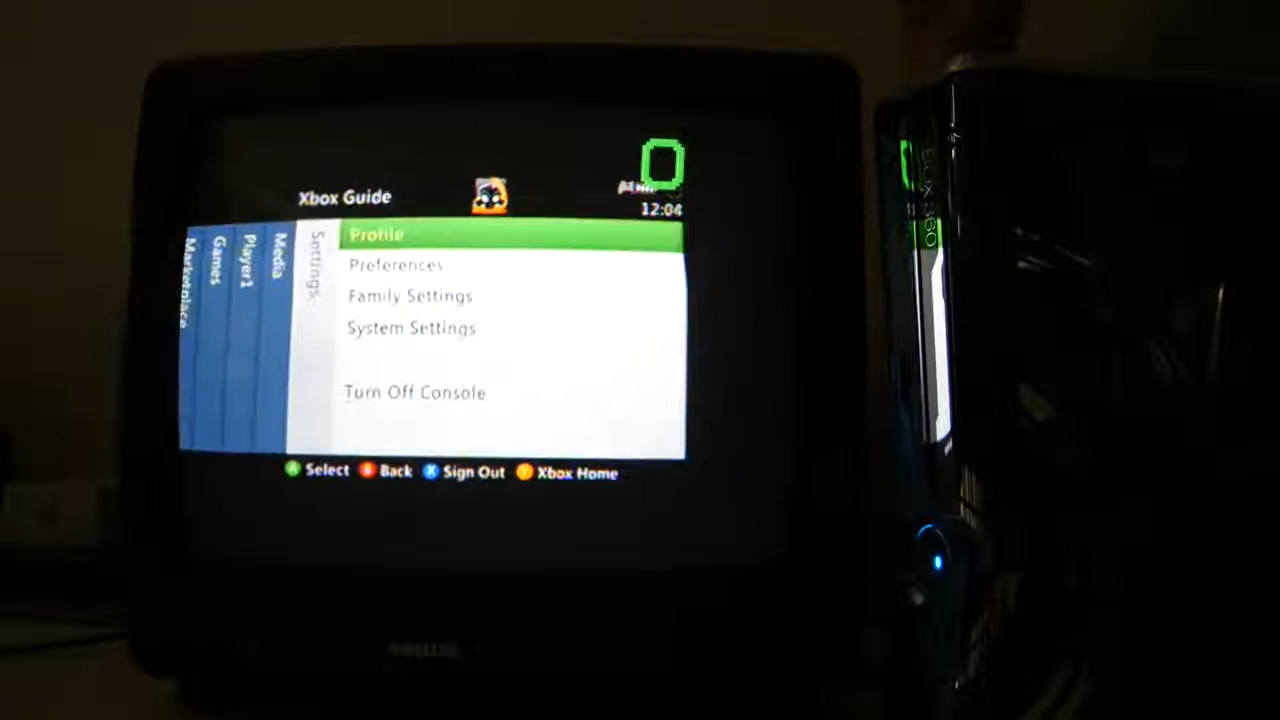 0
Xbox Guide
12:04
Marketplace
Games
Player1
Media
Settings
Profile
Preferences
Family Settings
System Settings
Turn Off Console
A Select B Back X Sign Out Y Xbox Home
XBOX 360